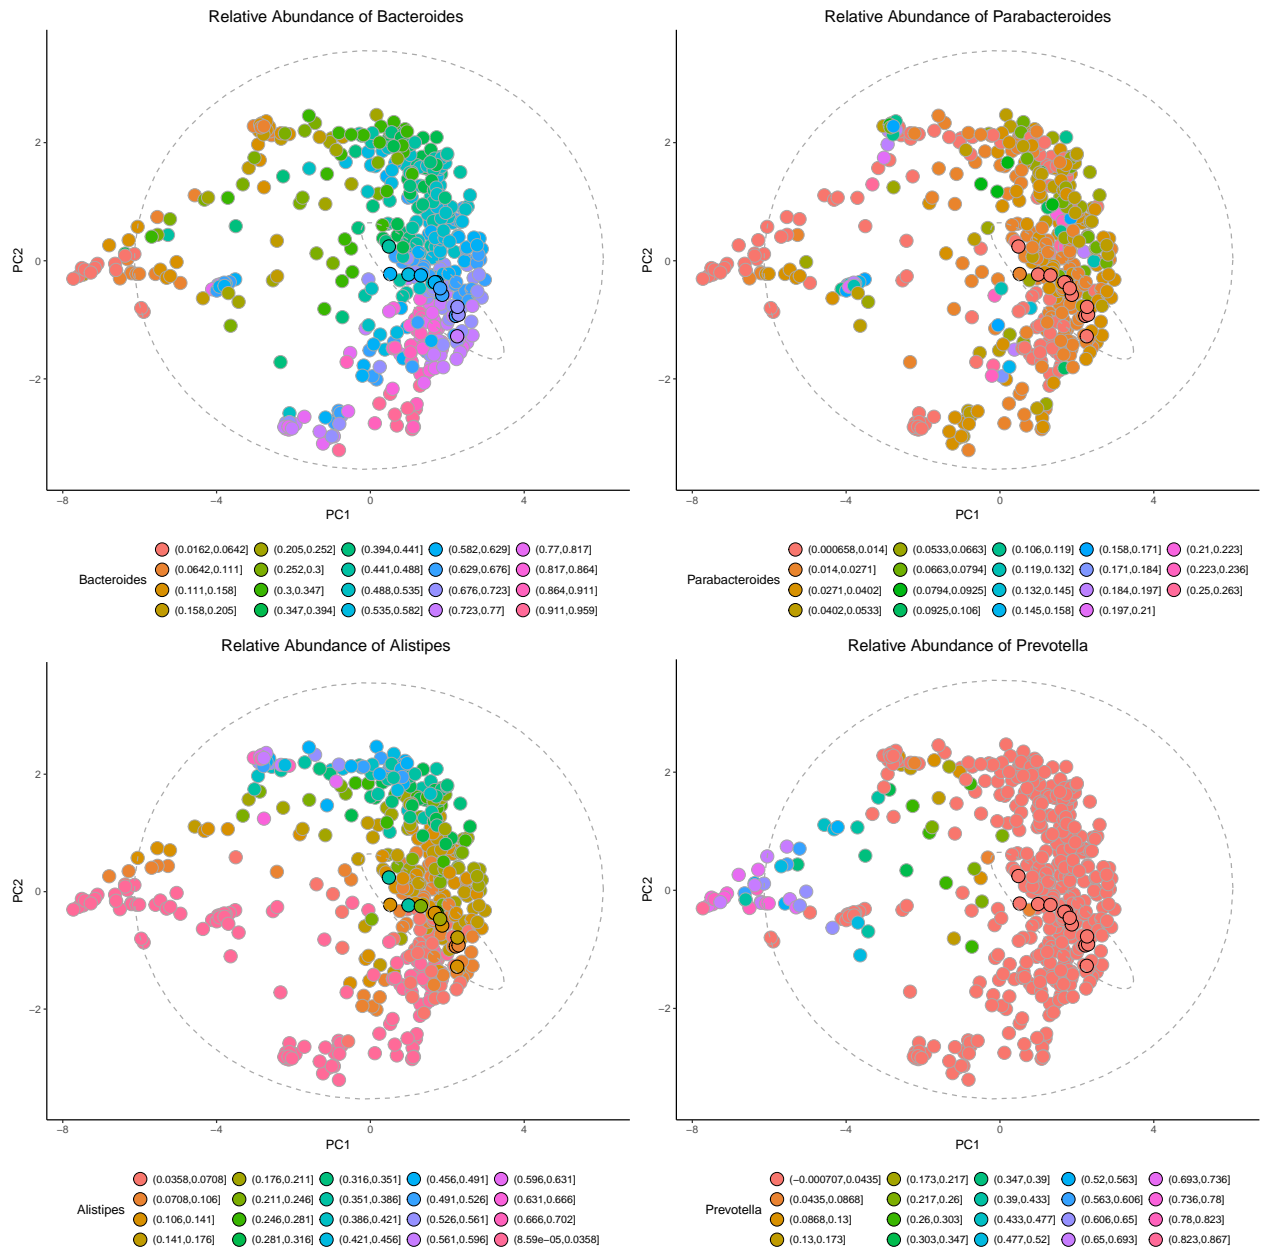 Relative Abundance of Bacteroides
PC2
2
0
−2
−8
−4
0
4
PC1
Bacteroides
(0.0162,0.0642] (0.205,0.252] (0.394,0.441] (0.582,0.629] (0.77,0.817]
(0.0642,0.111] (0.252,0.3] (0.441,0.488] (0.629,0.676] (0.817,0.864]
(0.111,0.158] (0.3,0.347] (0.488,0.535] (0.676,0.723] (0.864,0.911]
(0.158,0.205] (0.347,0.394] (0.535,0.582] (0.723,0.77] (0.911,0.959]
Relative Abundance of Parabacteroides
PC2
2
0
−2
−8
−4
0
4
PC1
Parabacteroides
(0.000658,0.014] (0.0533,0.0663] (0.106,0.119] (0.158,0.171] (0.21,0.223]
(0.014,0.0271] (0.0663,0.0794] (0.119,0.132] (0.171,0.184] (0.223,0.236]
(0.0271,0.0402] (0.0794,0.0925] (0.132,0.145] (0.184,0.197] (0.25,0.263]
(0.0402,0.0533] (0.0925,0.106] (0.145,0.158] (0.197,0.21]
Relative Abundance of Alistipes
PC2
2
0
−2
−8
−4
0
4
PC1
Alistipes
(0.0358,0.0708] (0.176,0.211] (0.316,0.351] (0.456,0.491] (0.596,0.631]
(0.0708,0.106] (0.211,0.246] (0.351,0.386] (0.491,0.526] (0.631,0.666]
(0.106,0.141] (0.246,0.281] (0.386,0.421] (0.526,0.561] (0.666,0.702]
(0.141,0.176] (0.281,0.316] (0.421,0.456] (0.561,0.596] (8.59e−05,0.0358]
Relative Abundance of Prevotella
PC2
2
0
−2
−8
−4
0
4
PC1
Prevotella
(−0.000707,0.0435] (0.173,0.217] (0.347,0.39] (0.52,0.563] (0.693,0.736]
(0.0435,0.0868] (0.217,0.26] (0.39,0.433] (0.563,0.606] (0.736,0.78]
(0.0868,0.13] (0.26,0.303] (0.433,0.477] (0.606,0.65] (0.78,0.823]
(0.13,0.173] (0.303,0.347] (0.477,0.52] (0.65,0.693] (0.823,0.867]